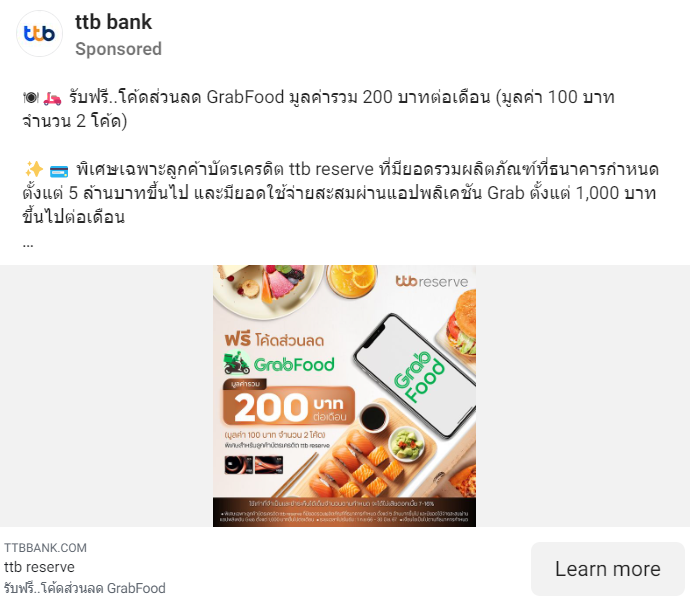 ttb
ttb bank
Sponsored
รับฟรี..โค้ดส่วนลด GrabFood มูลค่ารวม 200 บาทต่อเดือน (มูลค่า 100 บาท
จำนวน 2 โค้ด)
พิเศษเฉพาะลูกค้าบัตรเครดิต ttb reserve ที่มียอดรวมผลิตภัณฑ์ที่ธนาคารกำหนด
ตั้งแต่ 5 ล้านบาทขึ้นไป และมียอดใช้จ่ายสะสมผ่านแอปพลิเคชัน Grab ตั้งแต่ 1,000 บาท
ขึ้นไปต่อเดือน
...
ttb reserve
ฟรี โค้ดส่วนลด
GrabFood
Grab
Food
มูลค่ารวม
200 บาท
ต่อเดือน
(มูลค่า 100 บาท จำนวน 2 โค้ด)
พิเศษสำหรับลูกค้าบัตรเครดิต ttb reserve
TTBBANK.COM
ttb reserve
รับฟรี..โค้ดส่วนลด GrabFood
Learn more